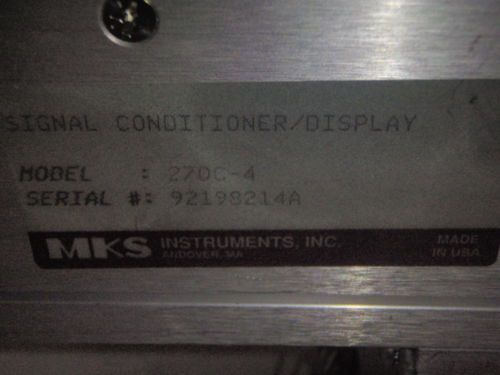 SIGNAL CONDITIONER/DISPLAY
MODEL : 270C-4
SERIAL #: 92198214A
MKS INSTRUMENTS, INC.
ANDOVER, MA
MADE
IN USA